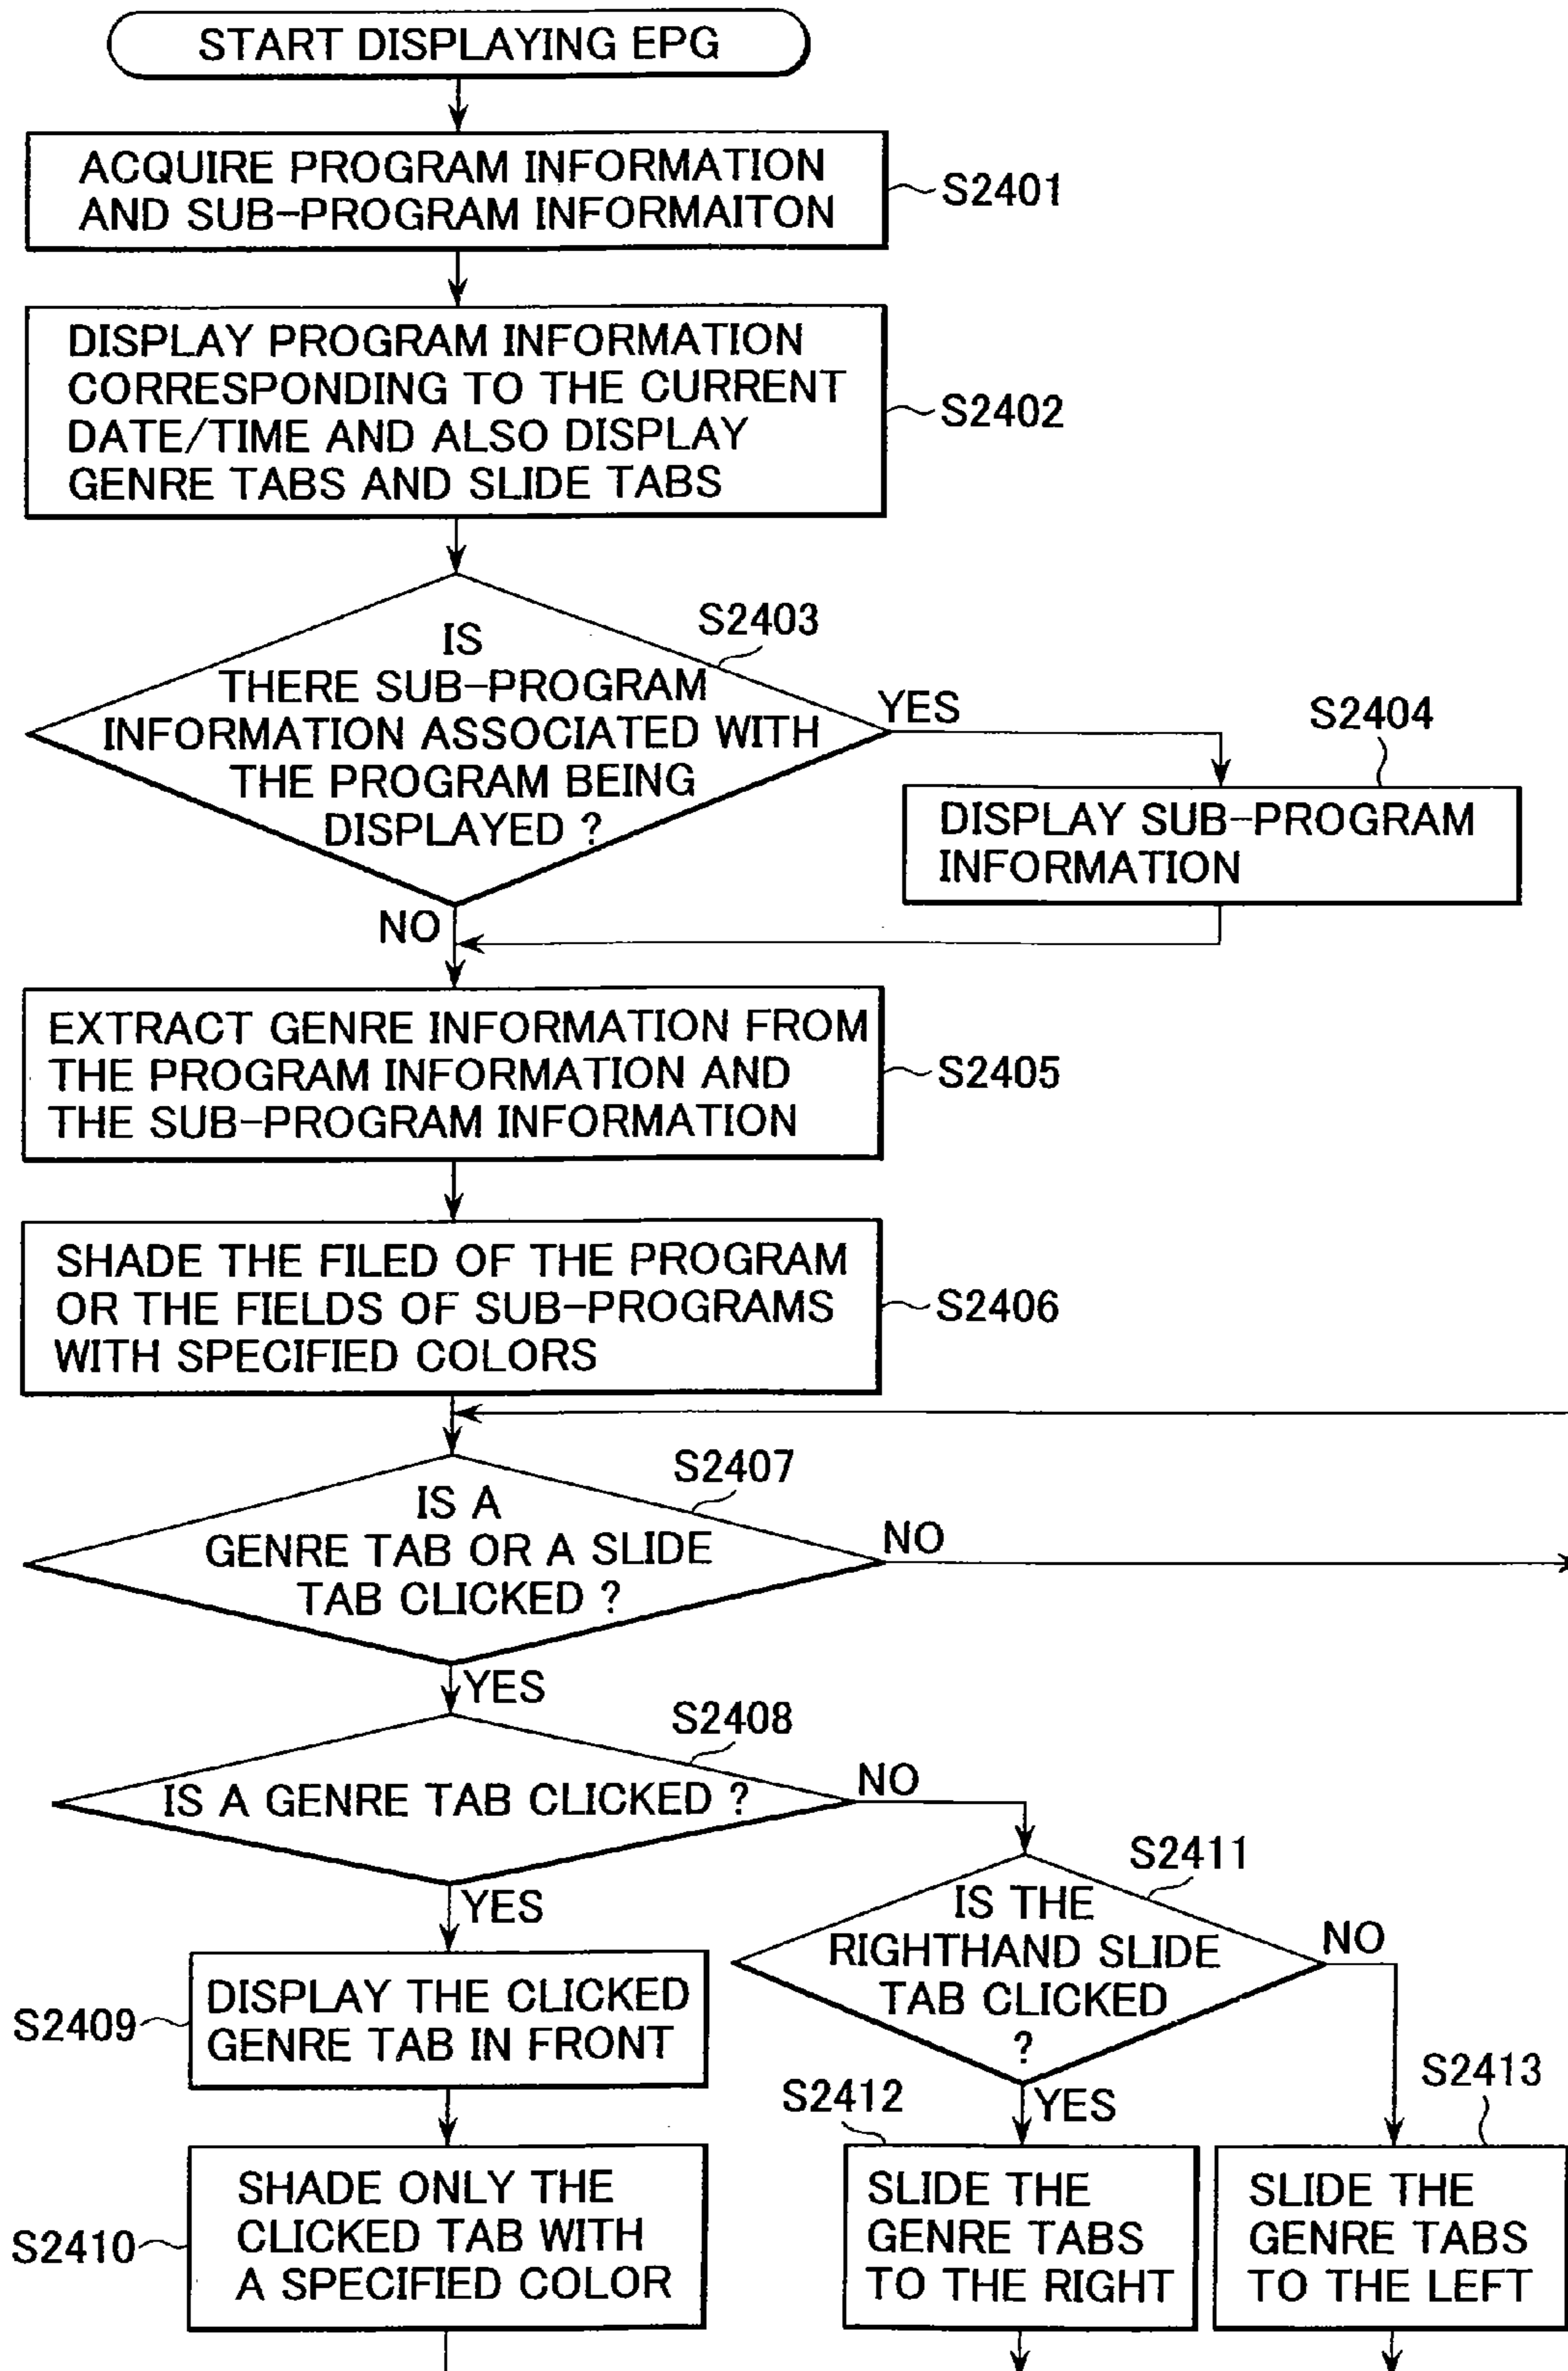 START DISPLAYING EPG
ACQUIRE PROGRAM INFORMATION
AND SUB-PROGRAM INFORMAITON
S2401
DISPLAY PROGRAM INFORMATION
CORRESPONDING TO THE CURRENT
DATE/TIME AND ALSO DISPLAY
GENRE TABS AND SLIDE TABS
S2402
IS
THERE SUB-PROGRAM
INFORMATION ASSOCIATED WITH
THE PROGRAM BEING
DISPLAYED ?
S2403
YES
S2404
DISPLAY SUB-PROGRAM
INFORMATION
NO
EXTRACT GENRE INFORMATION FROM
THE PROGRAM INFORMATION AND
THE SUB-PROGRAM INFORMATION
S2405
SHADE THE FILED OF THE PROGRAM
OR THE FIELDS OF SUB-PROGRAMS
WITH SPECIFIED COLORS
S2406
S2407
IS A
GENRE TAB OR A SLIDE
TAB CLICKED ?
NO
YES
S2408
IS A GENRE TAB CLICKED ?
NO
YES
S2411
IS THE
RIGHTHAND SLIDE
TAB CLICKED
?
NO
YES
S2409
DISPLAY THE CLICKED
GENRE TAB IN FRONT
S2410
SHADE ONLY THE
CLICKED TAB WITH
A SPECIFIED COLOR
S2412
SLIDE THE
GENRE TABS
TO THE RIGHT
S2413
SLIDE THE
GENRE TABS
TO THE LEFT